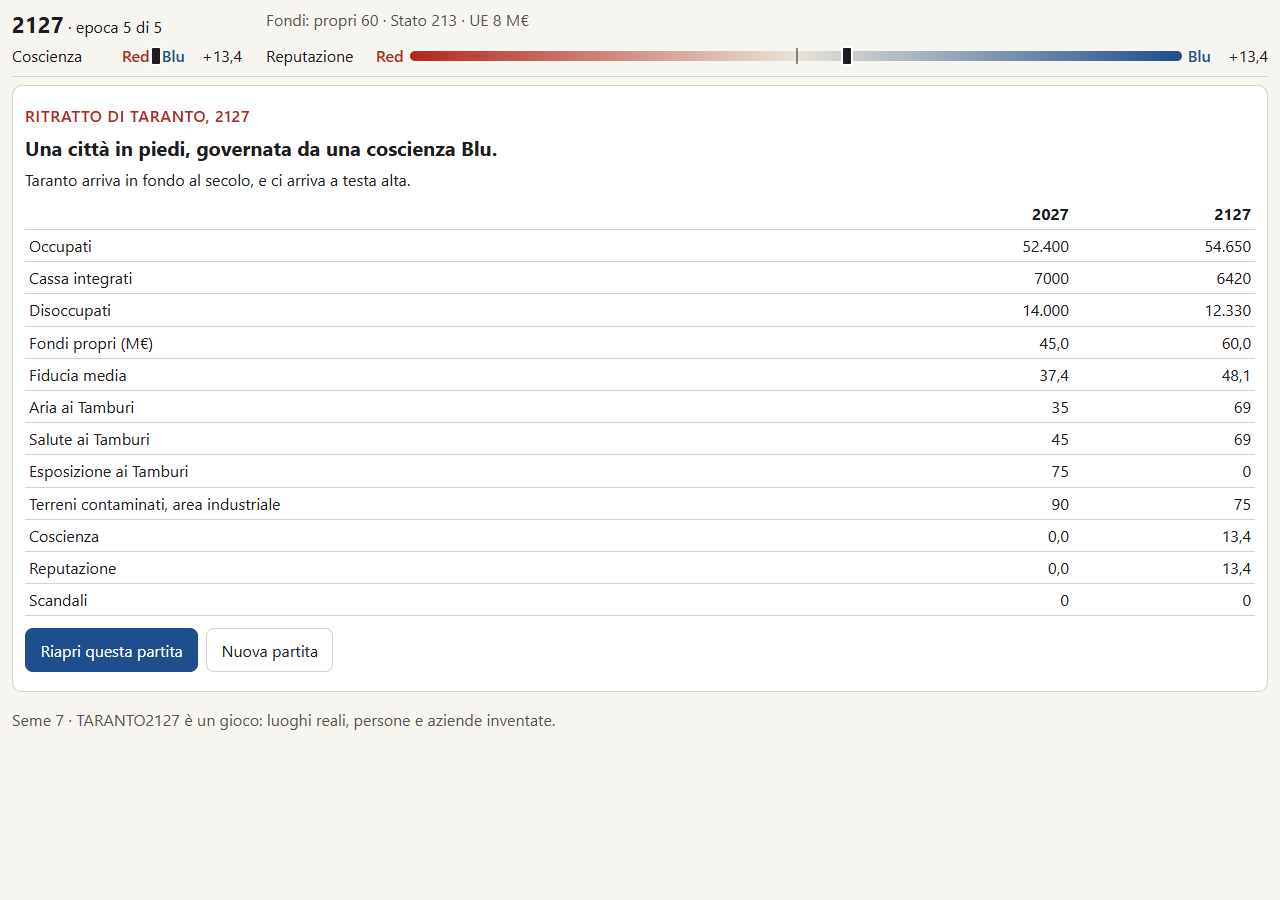 2127 · epoca 5 di 5
Fondi: propri 60 · Stato 213 · UE 8 M€
Coscienza Red Blu +13,4 Reputazione Red Blu +13,4
RITRATTO DI TARANTO, 2127
Una città in piedi, governata da una coscienza Blu.
Taranto arriva in fondo al secolo, e ci arriva a testa alta.
2027 2127
Occupati 52.400 54.650
Cassa integrati 7000 6420
Disoccupati 14.000 12.330
Fondi propri (M€) 45,0 60,0
Fiducia media 37,4 48,1
Aria ai Tamburi 35 69
Salute ai Tamburi 45 69
Esposizione ai Tamburi 75 0
Terreni contaminati, area industriale 90 75
Coscienza 0,0 13,4
Reputazione 0,0 13,4
Scandali 0 0
Riapri questa partita Nuova partita
Seme 7 · TARANTO2127 è un gioco: luoghi reali, persone e aziende inventate.